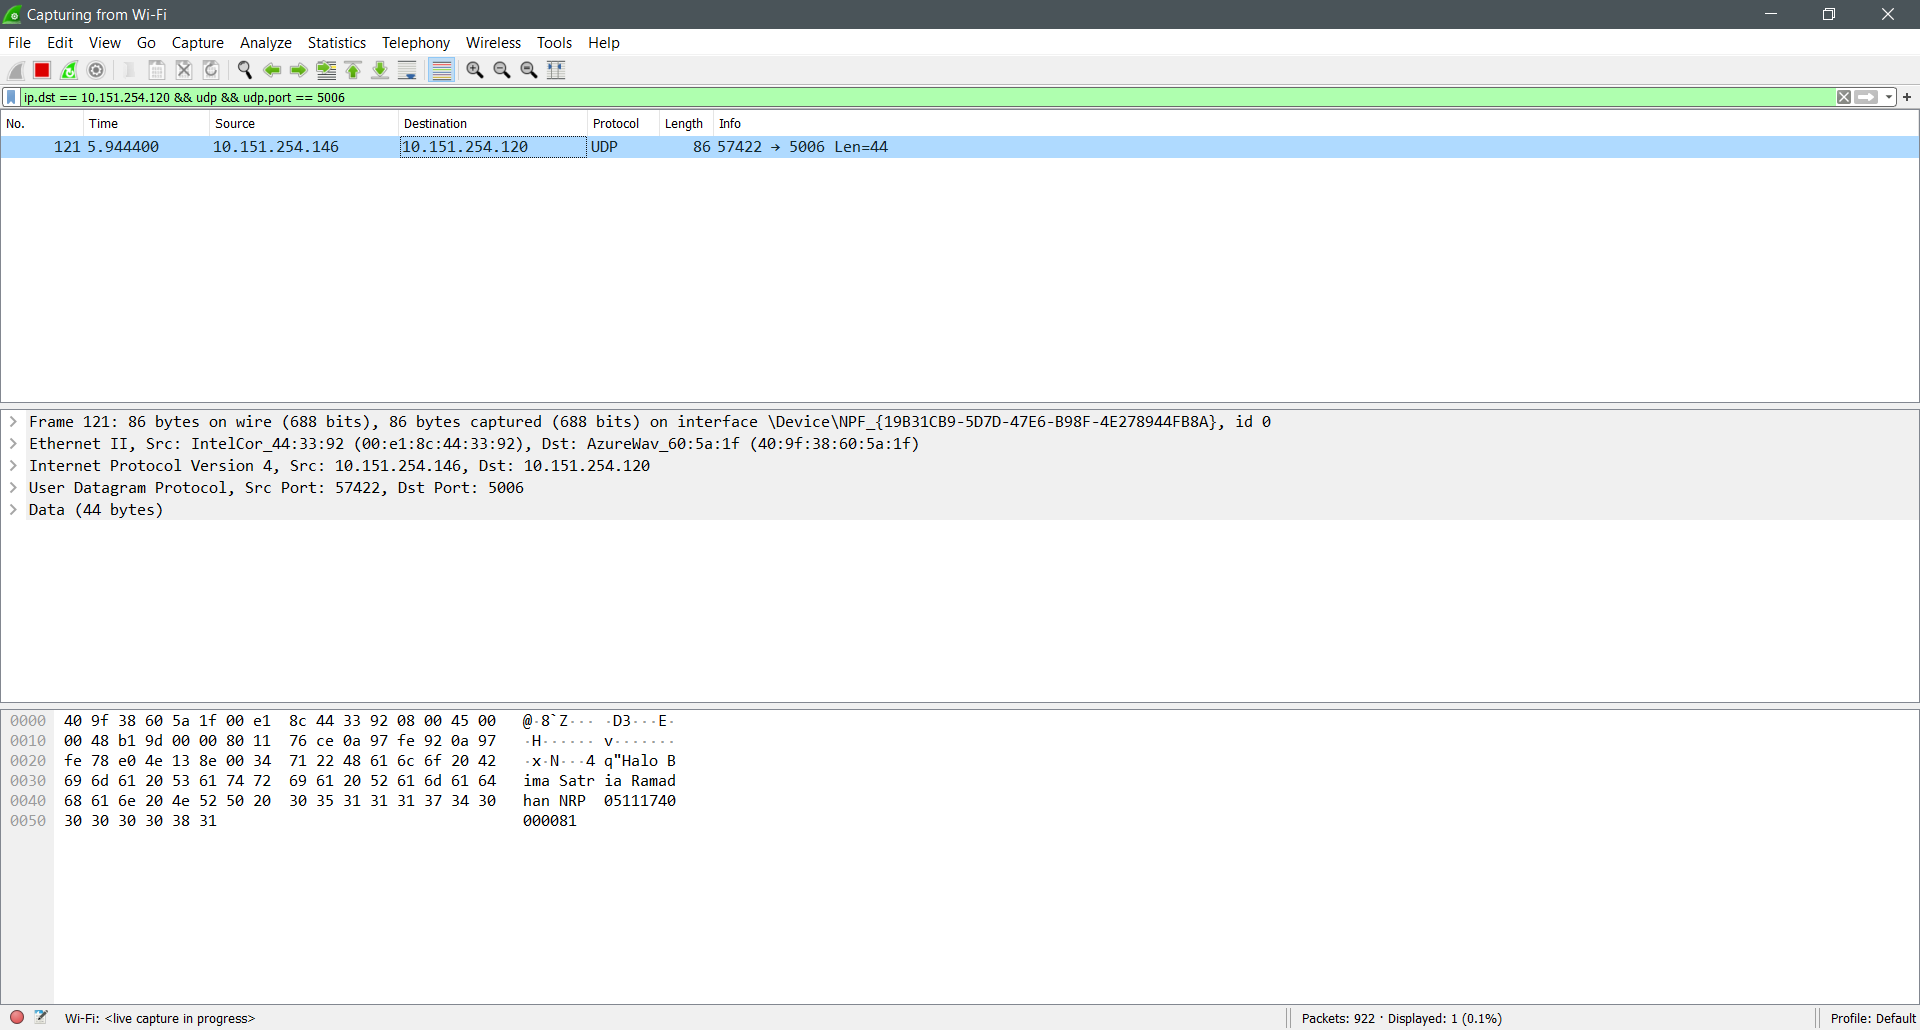 Capturing from Wi-Fi
File Edit View Go Capture Analyze Statistics Telephony Wireless Tools Help
ip.dst == 10.151.254.120 && udp && udp.port == 5006
No. Time Source Destination Protocol Length Info
121 5.944400 10.151.254.146 10.151.254.120 UDP 86 57422 → 5006 Len=44
Frame 121: 86 bytes on wire (688 bits), 86 bytes captured (688 bits) on interface \Device\NPF_{19B31CB9-5D7D-47E6-B98F-4E278944FB8A}, id 0
Ethernet II, Src: IntelCor_44:33:92 (00:e1:8c:44:33:92), Dst: AzureWav_60:5a:1f (40:9f:38:60:5a:1f)
Internet Protocol Version 4, Src: 10.151.254.146, Dst: 10.151.254.120
User Datagram Protocol, Src Port: 57422, Dst Port: 5006
Data (44 bytes)
0000 40 9f 38 60 5a 1f 00 e1 8c 44 33 92 08 00 45 00 @·8`Z··· ·D3···E·
0010 00 48 b1 9d 00 00 80 11 76 ce 0a 97 fe 92 0a 97 ·H······ v·······
0020 fe 78 e0 4e 13 8e 00 34 71 22 48 61 6c 6f 20 42 ·x·N···4 q"Halo B
0030 69 6d 61 20 53 61 74 72 69 61 20 52 61 6d 61 64 ima Satr ia Ramad
0040 68 61 6e 20 4e 52 50 20 30 35 31 31 31 37 34 30 han NRP 05111740
0050 30 30 30 30 38 31 000081
Wi-Fi: <live capture in progress> Packets: 922 · Displayed: 1 (0.1%) Profile: Default